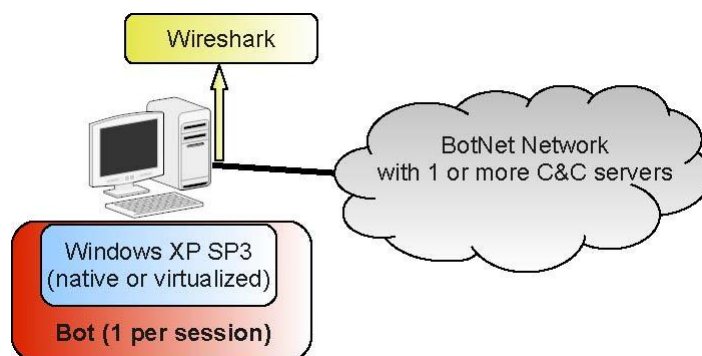 Wireshark
BotNet Network
with 1 or more C&C servers
Windows XP SP3
(native or virtualized)
Bot (1 per session)